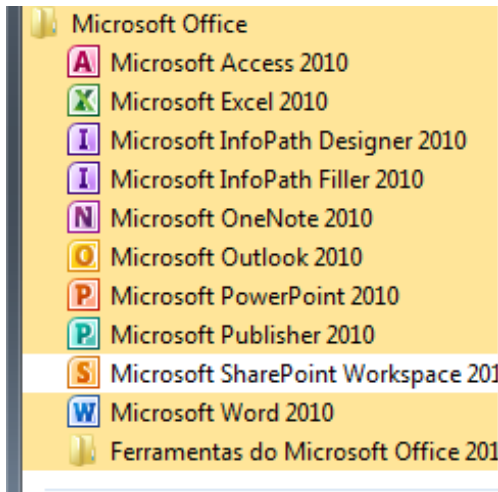 Microsoft Office
Microsoft Access 2010
Microsoft Excel 2010
Microsoft InfoPath Designer 2010
Microsoft InfoPath Filler 2010
Microsoft OneNote 2010
Microsoft Outlook 2010
Microsoft PowerPoint 2010
Microsoft Publisher 2010
Microsoft SharePoint Workspace 201
Microsoft Word 2010
Ferramentas do Microsoft Office 201